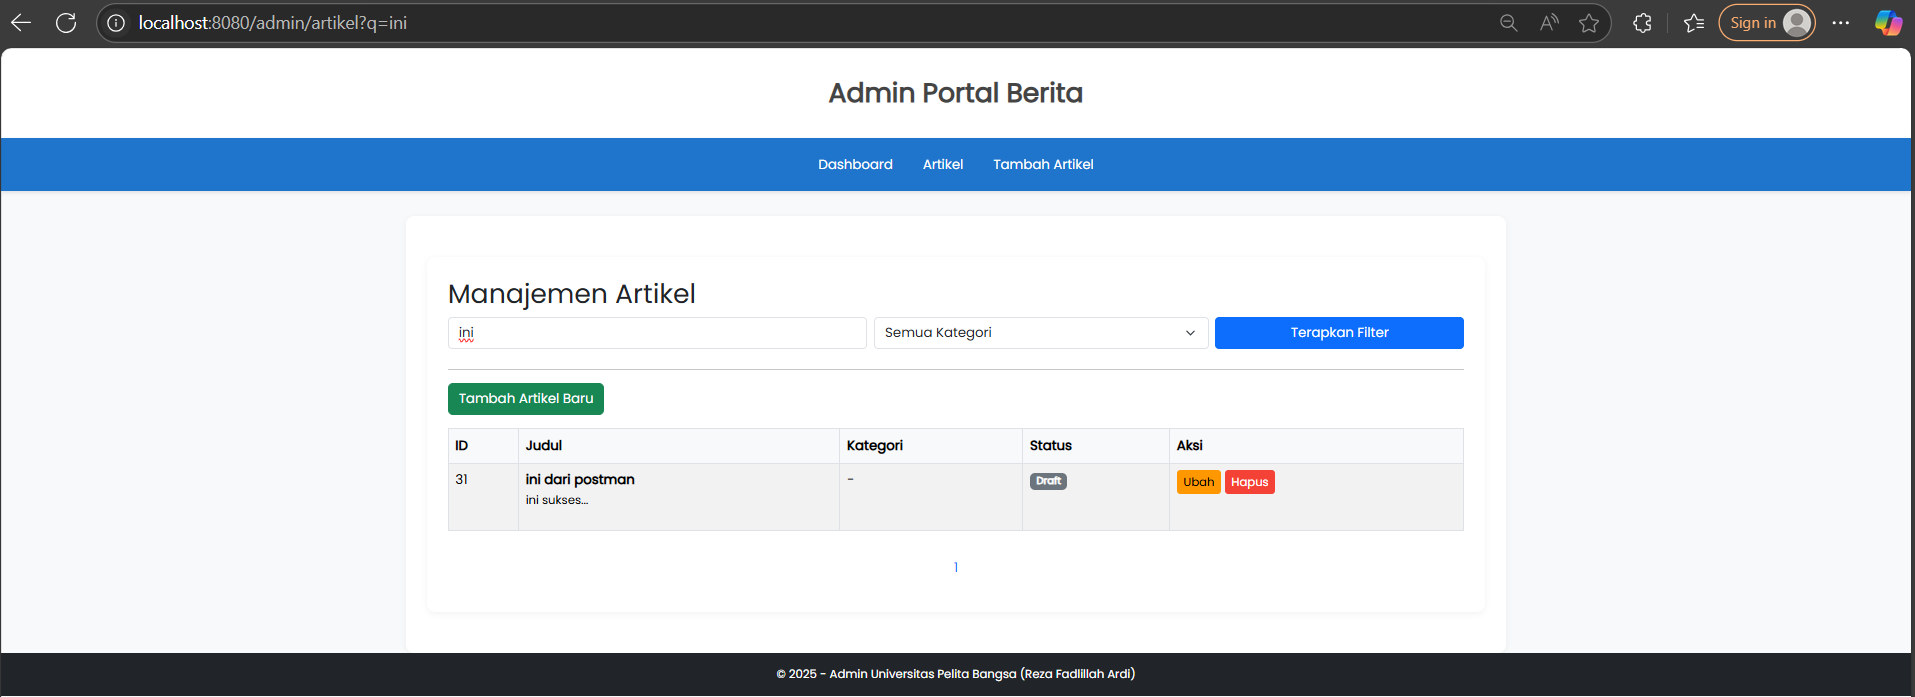 localhost:8080/admin/artikel?q=ini
Sign in
Admin Portal Berita
Dashboard Artikel Tambah Artikel
Manajemen Artikel
ini Semua Kategori Terapkan Filter
Tambah Artikel Baru
ID Judul Kategori Status Aksi
31 ini dari postman - Draft Ubah Hapus
ini sukses...
1
© 2025 - Admin Universitas Pelita Bangsa (Reza Fadlillah Ardi)